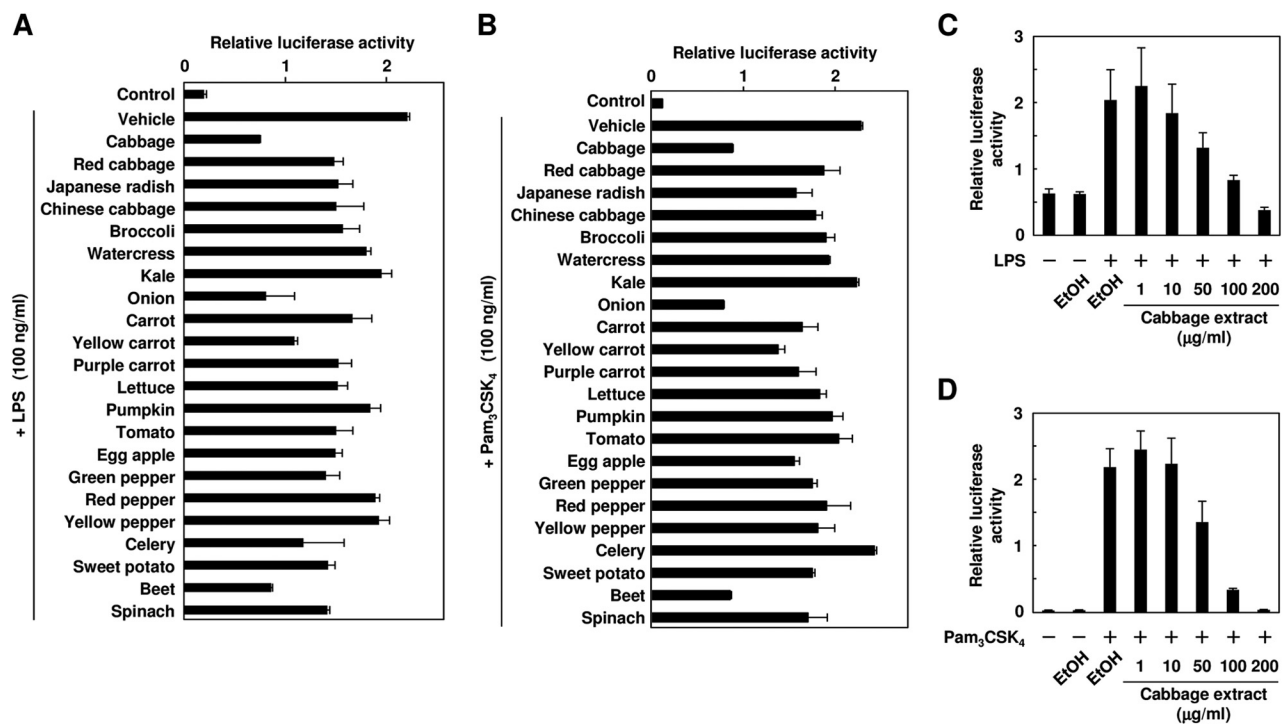 A
Relative luciferase activity
0 1 2
Control
Vehicle
Cabbage
Red cabbage
Japanese radish
Chinese cabbage
Broccoli
Watercress
Kale
Onion
Carrot
Yellow carrot
Purple carrot
Lettuce
Pumpkin
Tomato
Egg apple
Green pepper
Red pepper
Yellow pepper
Celery
Sweet potato
Beet
Spinach
+ LPS (100 ng/ml)
B
Relative luciferase activity
0 1 2
Control
Vehicle
Cabbage
Red cabbage
Japanese radish
Chinese cabbage
Broccoli
Watercress
Kale
Onion
Carrot
Yellow carrot
Purple carrot
Lettuce
Pumpkin
Tomato
Egg apple
Green pepper
Red pepper
Yellow pepper
Celery
Sweet potato
Beet
Spinach
+ Pam₃CSK₄ (100 ng/ml)
C
Relative luciferase
activity
3
2
1
0
LPS − − + + + + + +
EtOH EtOH 1 10 50 100 200
Cabbage extract
(µg/ml)
D
Relative luciferase
activity
3
2
1
0
Pam₃CSK₄ − − + + + + + +
EtOH EtOH 1 10 50 100 200
Cabbage extract
(µg/ml)